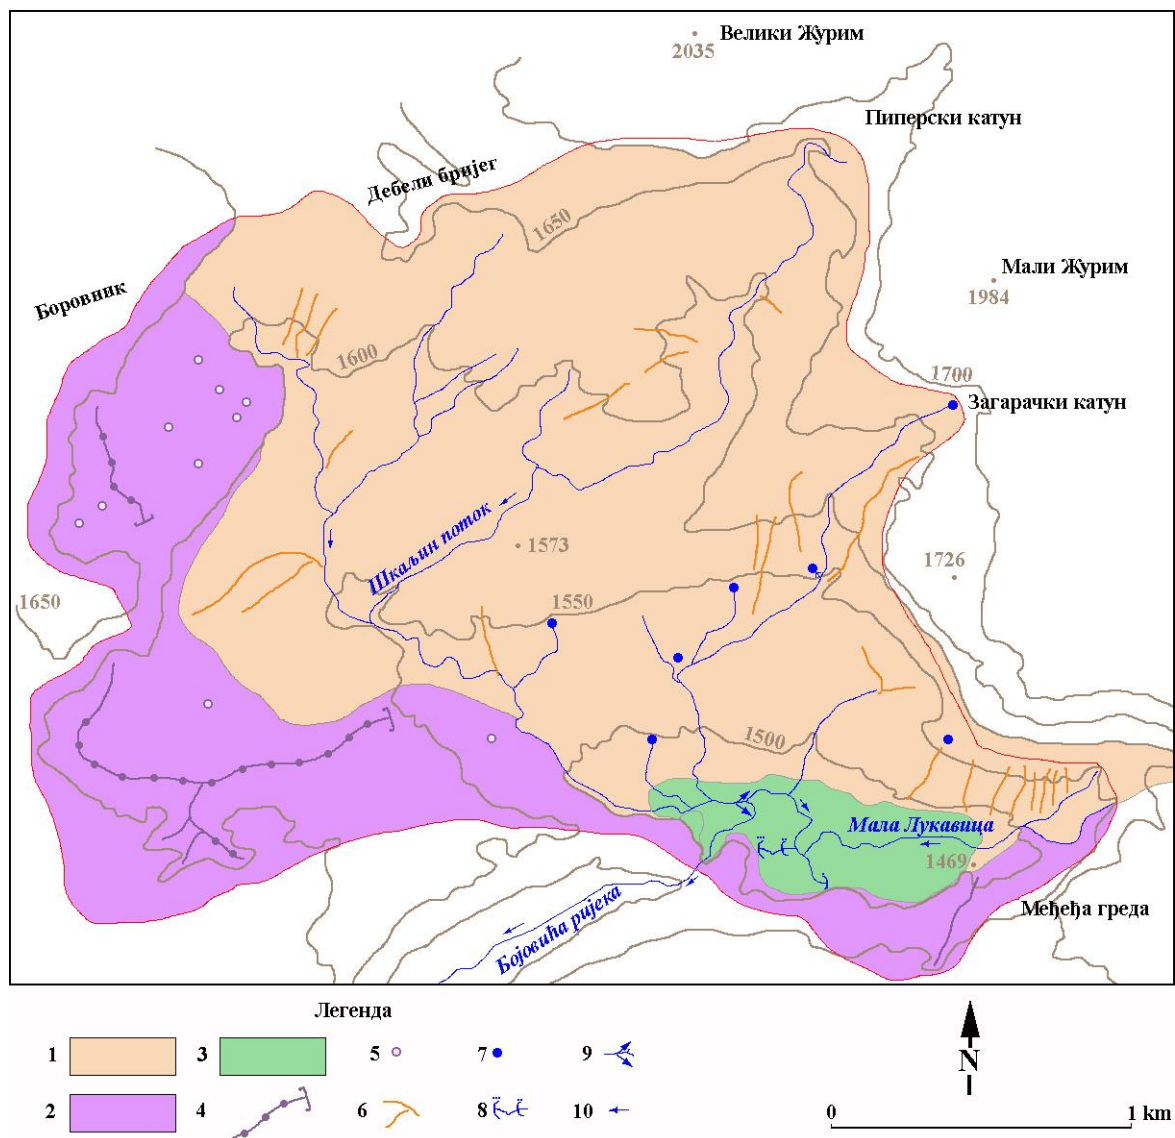 Велики Журим
2035
Пиперски катун
Дебели бријег
1650
Мали Журим
1984
Боровник
1600
1700
Загарачки катун
Шкаљин поток
1573
1726
1650
1550
1500
Мала Лукавица
1469
Међеђа греда
Бојовића ријека
Легенда
1 3 5 7 9
2 4 6 8 10
N
0 1 km